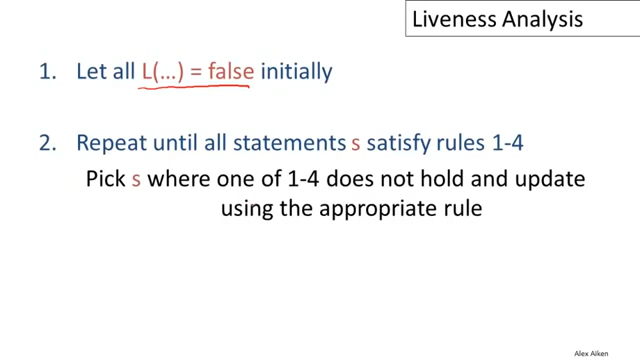 Liveness Analysis
1. Let all L(...) = false initially
2. Repeat until all statements s satisfy rules 1-4
Pick s where one of 1-4 does not hold and update
using the appropriate rule
Alex Aiken